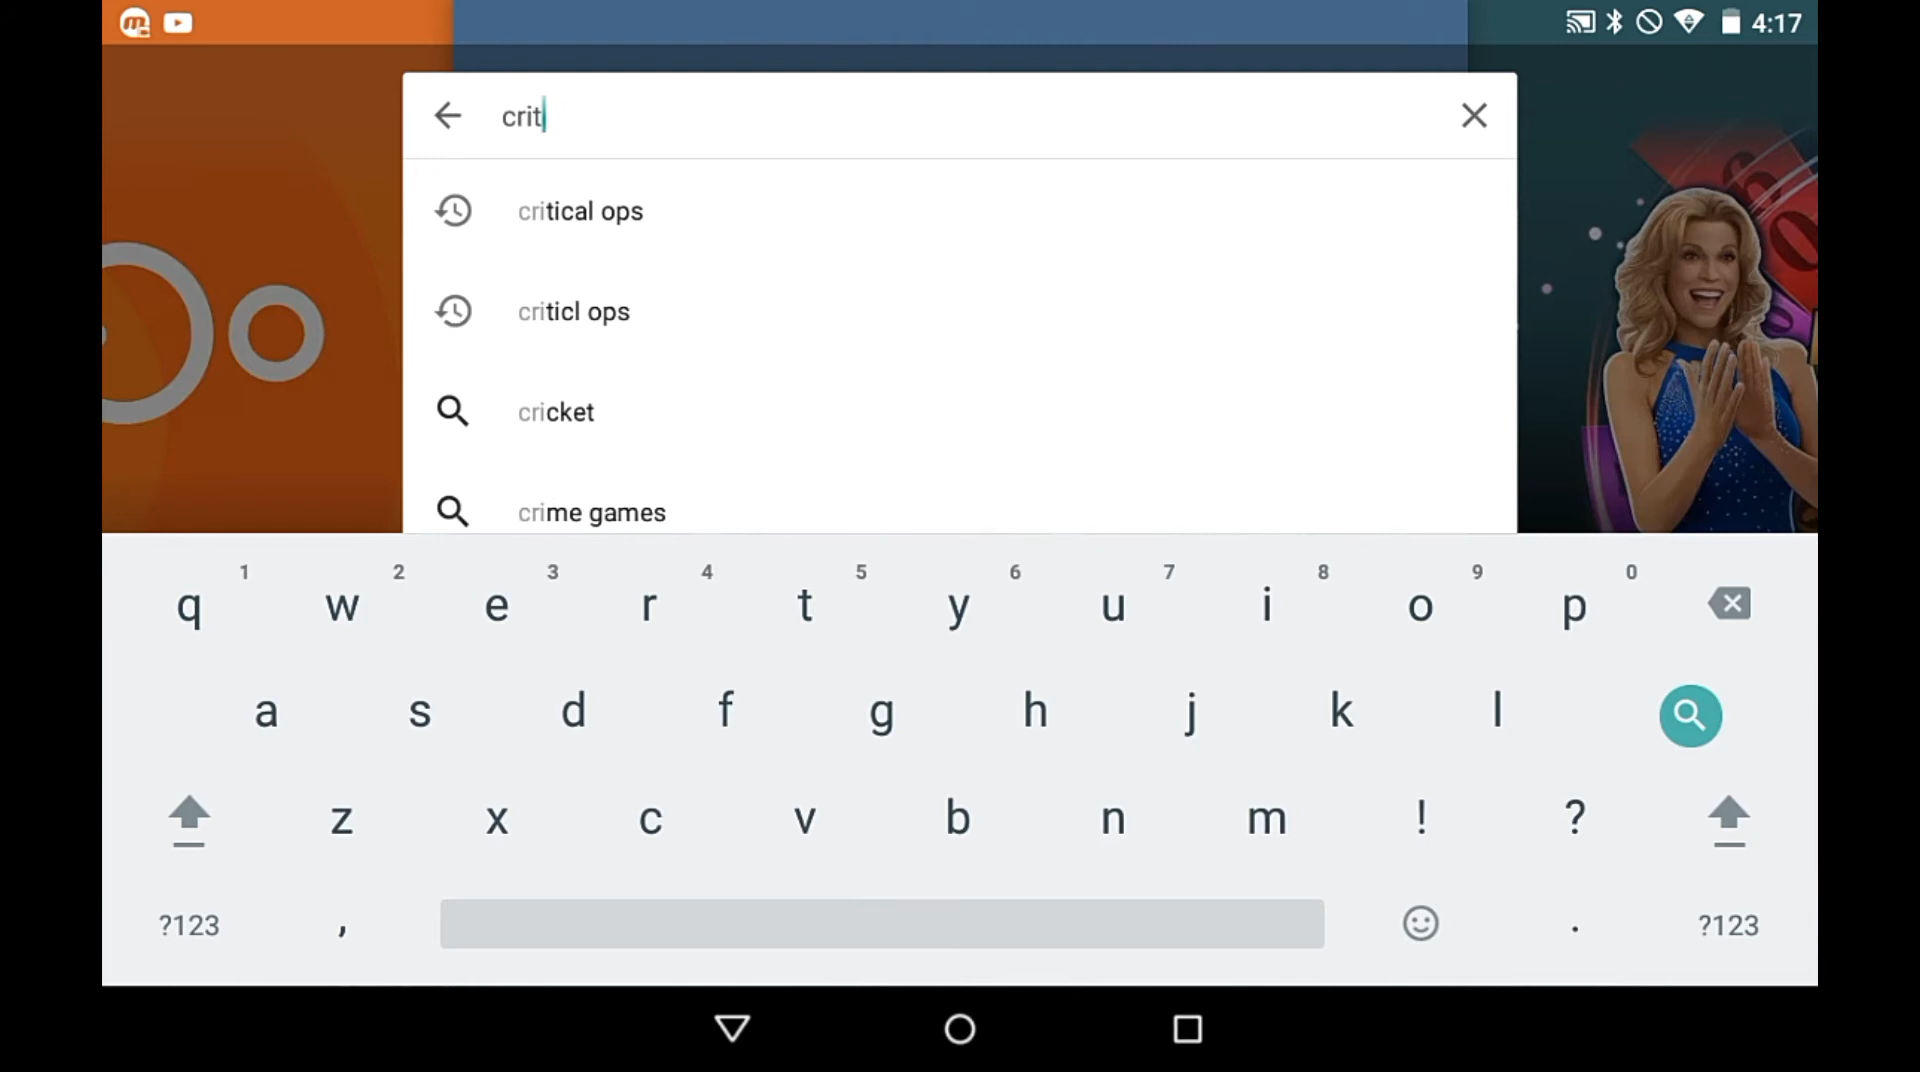 4:17
crit
critical ops
criticl ops
cricket
crime games
1 2 3 4 5 6 7 8 9 0
q w e r t y u i o p
a s d f g h j k l
z x c v b n m ! ?
?123 , . ?123